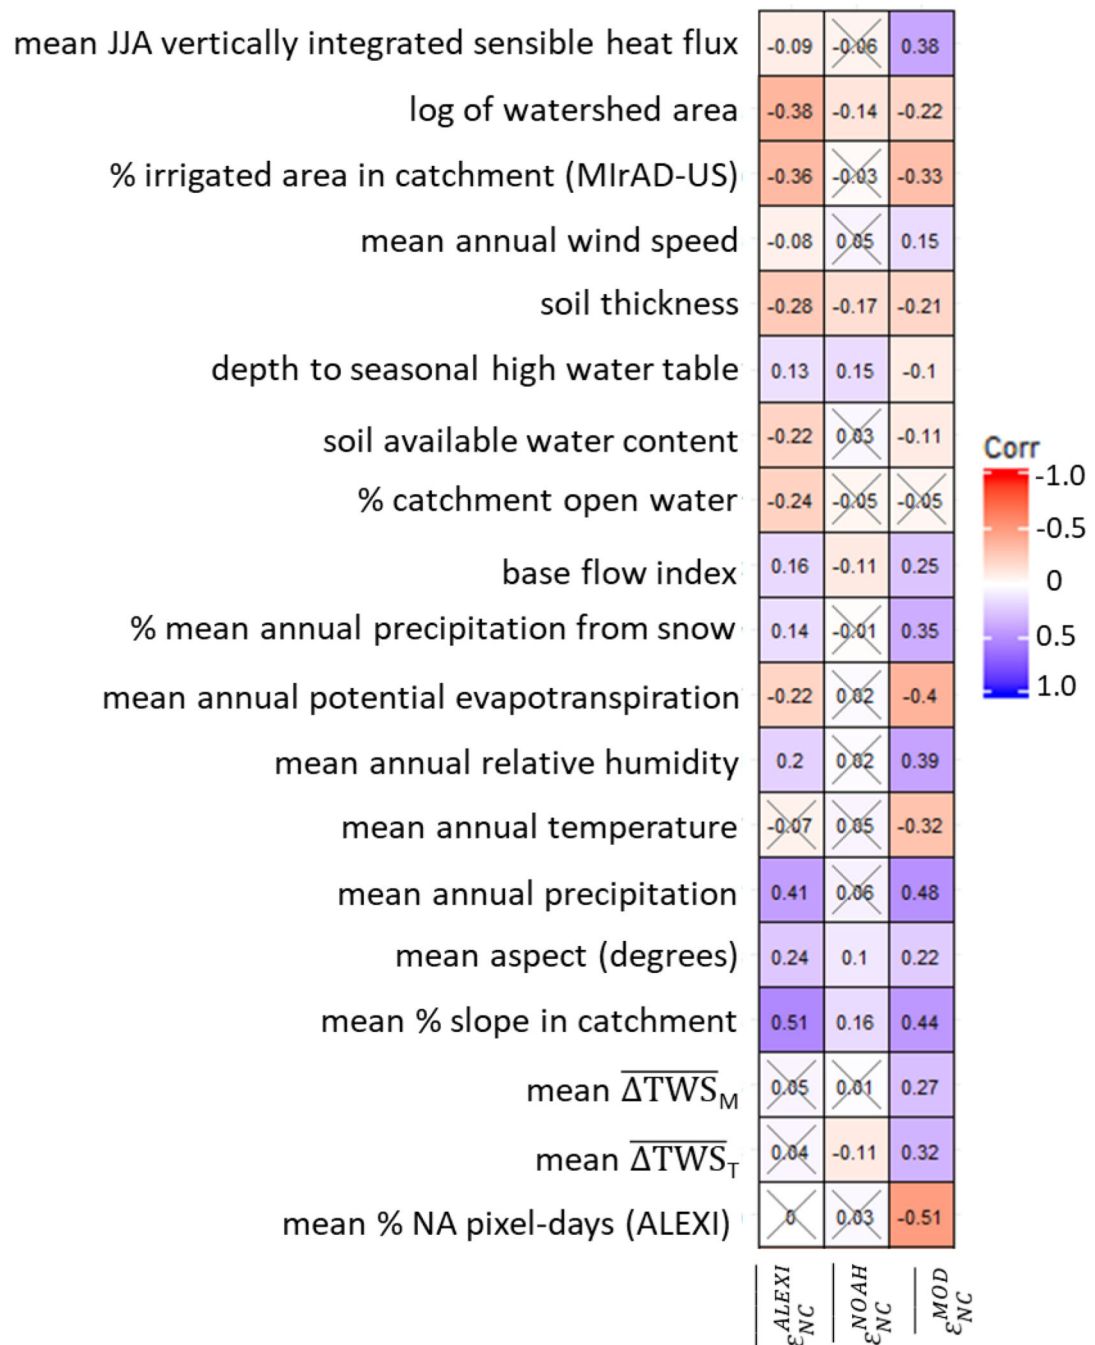 mean JJA vertically integrated sensible heat flux -0.09 -0.06 0.38
log of watershed area -0.38 -0.14 -0.22
% irrigated area in catchment (MIrAD-US) -0.36 -0.03 -0.33
mean annual wind speed -0.08 0.05 0.15
soil thickness -0.28 -0.17 -0.21
depth to seasonal high water table 0.13 0.15 -0.1
soil available water content -0.22 0.03 -0.11
% catchment open water -0.24 -0.05 -0.05
base flow index 0.16 -0.11 0.25
% mean annual precipitation from snow 0.14 -0.01 0.35
mean annual potential evapotranspiration -0.22 0.02 -0.4
mean annual relative humidity 0.2 0.02 0.39
mean annual temperature -0.07 0.05 -0.32
mean annual precipitation 0.41 0.06 0.48
mean aspect (degrees) 0.24 0.1 0.22
mean % slope in catchment 0.51 0.16 0.44
mean ΔTWS M 0.05 0.01 0.27
mean ΔTWS T 0.04 -0.11 0.32
mean % NA pixel-days (ALEXI) 0 0.03 -0.51
Corr
-1.0
-0.5
0
0.5
1.0
ε ALEXI NC
ε NOAH NC
ε MOD NC